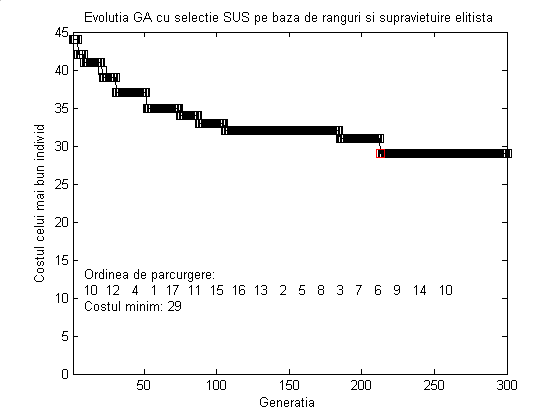 Evolutia GA cu selectie SUS pe baza de ranguri si supravietuire elitista
45
40
35
30
25
20
15
10
5
0
Costul celui mai bun individ
Ordinea de parcurgere:
10 12 4 1 17 11 15 16 13 2 5 8 3 7 6 9 14 10
Costul minim: 29
50 100 150 200 250 300
Generatia